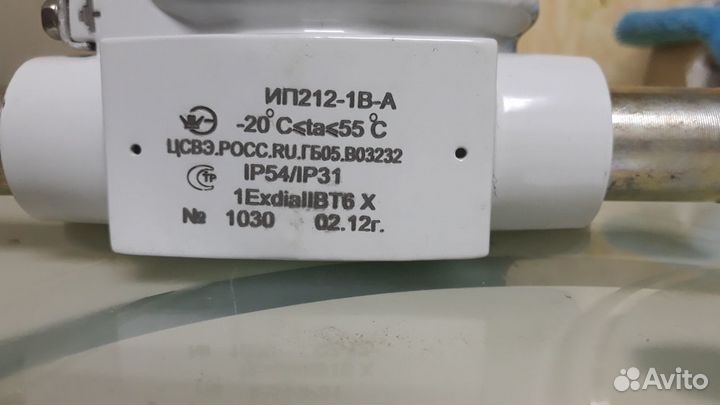 ИП212-1В-А
-20°C≤ta≤55°C
ЦСВЭ.РОСС.RU.ГБ05.В03232
IP54/IP31
1ExdiaIIBT6 X
№ 1030 02.12г.
Avito